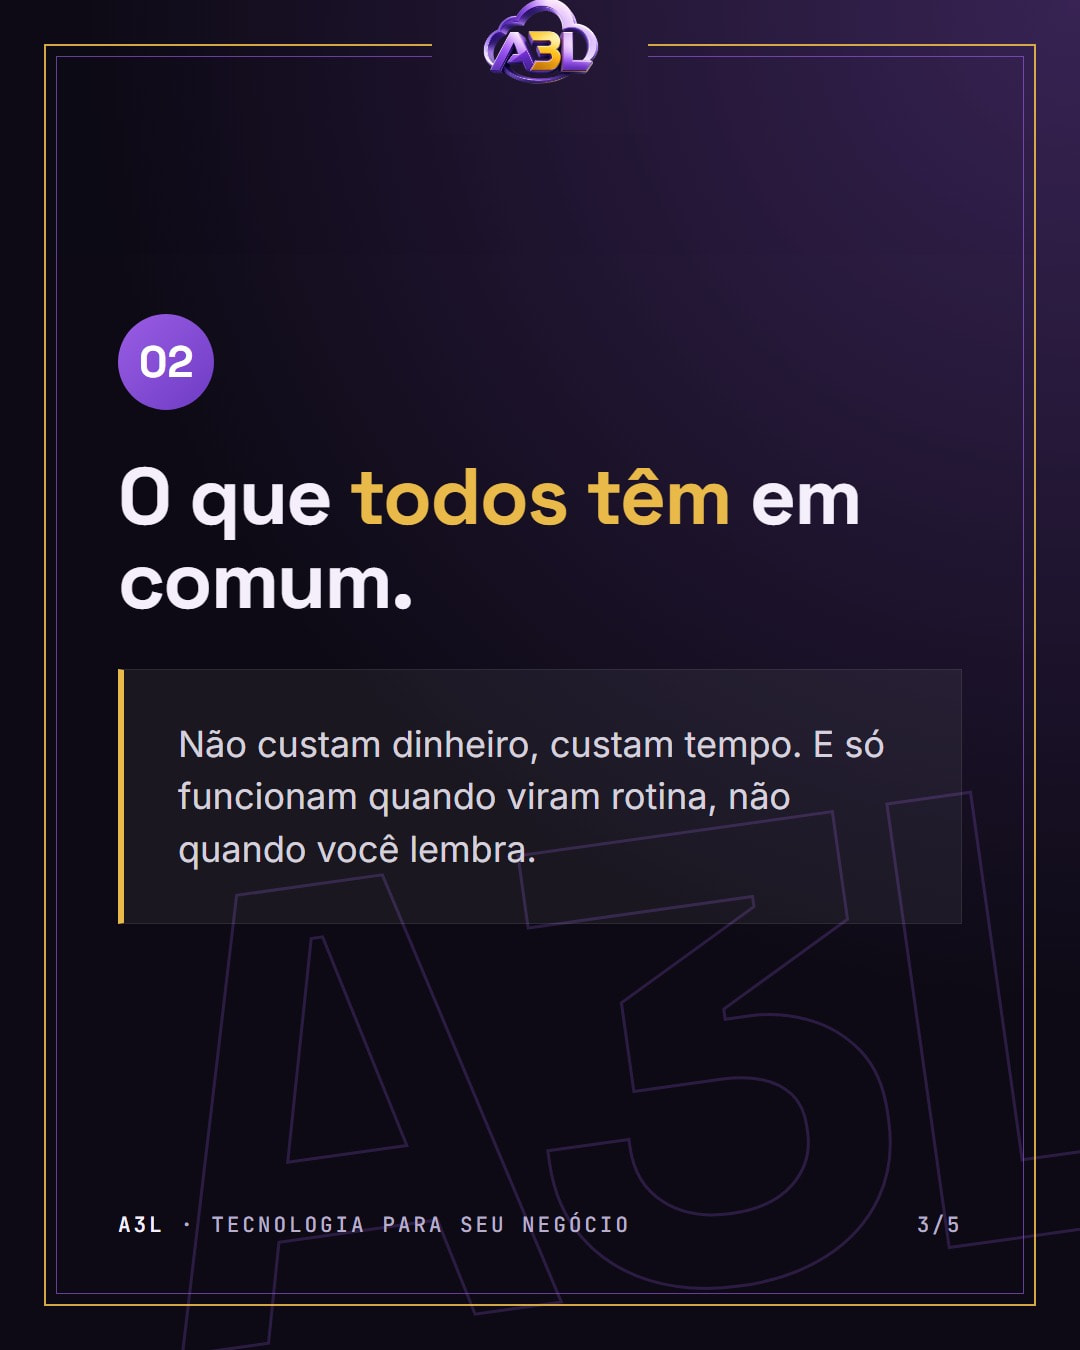 A3L
02
O que todos têm em
comum.
Não custam dinheiro, custam tempo. E só
funcionam quando viram rotina, não
quando você lembra.
A3L
A3L · TECNOLOGIA PARA SEU NEGÓCIO
3/5